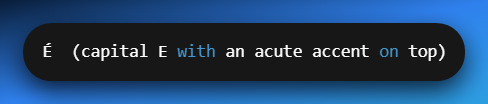 É  (capital E with an acute accent on top)